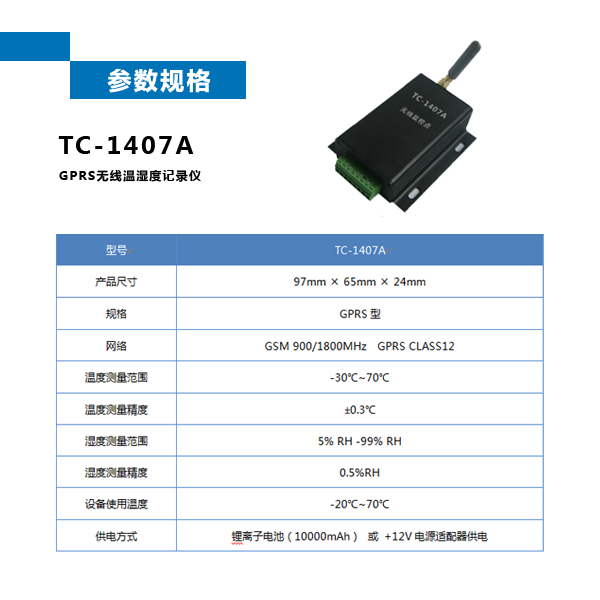 参数规格
TC-1407A
GPRS无线温湿度记录仪
TC-1407A
无线监控点
型号 TC-1407A
产品尺寸 97mm × 65mm × 24mm
规格 GPRS 型
网络 GSM 900/1800MHz GPRS CLASS12
温度测量范围 -30℃~70℃
温度测量精度 ±0.3℃
湿度测量范围 5% RH -99% RH
湿度测量精度 0.5%RH
设备使用温度 -20℃~70℃
供电方式 锂离子电池（10000mAh） 或 +12V 电源适配器供电